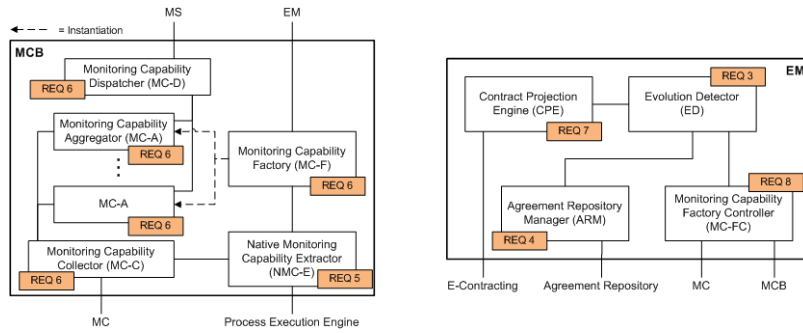 MS
EM
= Instantiation
MCB
Monitoring Capability
Dispatcher (MC-D)
REQ 6
Monitoring Capability
Aggregator (MC-A)
REQ 6
Monitoring Capability
Factory (MC-F)
REQ 6
MC-A
REQ 6
Monitoring Capability
Collector (MC-C)
REQ 6
Native Monitoring
Capability Extractor
(NMC-E)
REQ 5
MC
Process Execution Engine
EM
REQ 3
Contract Projection
Engine (CPE)
REQ 7
Evolution Detector
(ED)
REQ 8
Agreement Repository
Manager (ARM)
REQ 4
Monitoring Capability
Factory Controller
(MC-FC)
E-Contracting
Agreement Repository
MC
MCB